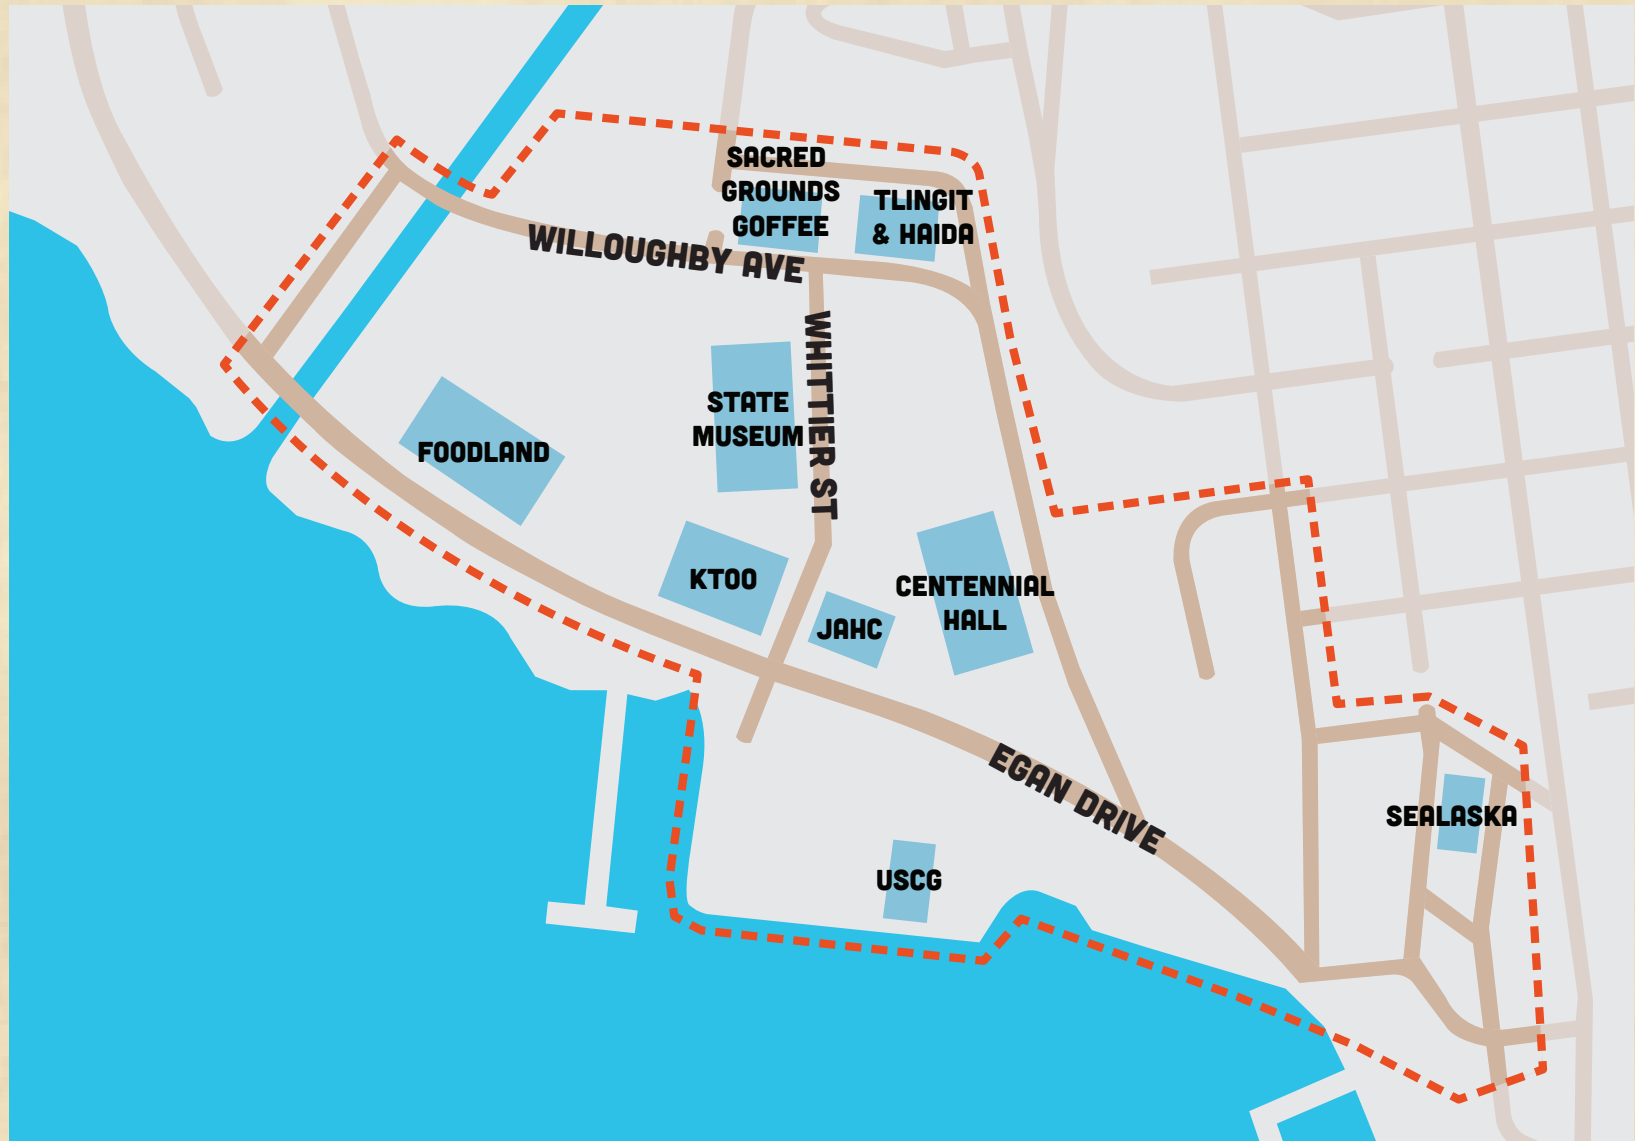 SACRED
GROUNDS
GOFFEE
TLINGIT
& HAIDA
WILLOUGHBY AVE
WHITTIER ST
STATE
MUSEUM
FOODLAND
KTOO
JAHC
CENTENNIAL
HALL
EGAN DRIVE
SEALASKA
USCG